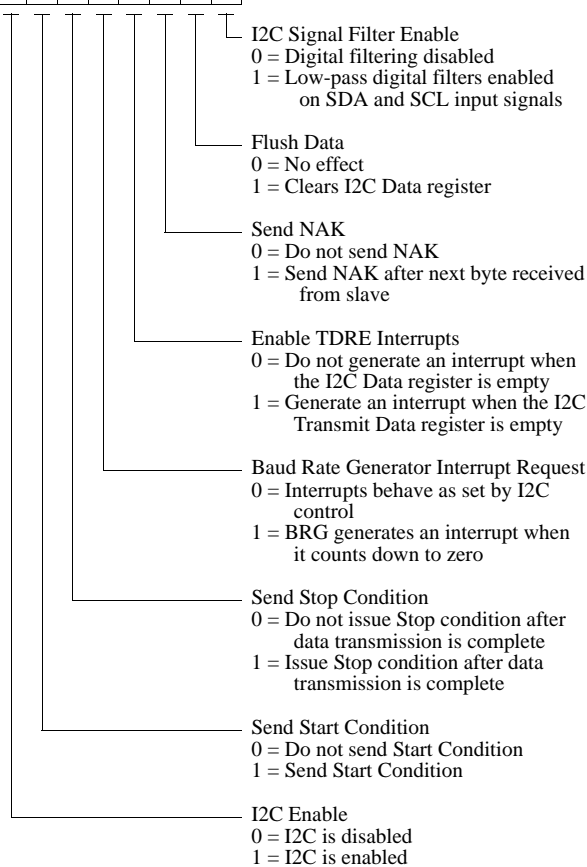 I2C Signal Filter Enable
0 = Digital filtering disabled
1 = Low-pass digital filters enabled
on SDA and SCL input signals
Flush Data
0 = No effect
1 = Clears I2C Data register
Send NAK
0 = Do not send NAK
1 = Send NAK after next byte received
from slave
Enable TDRE Interrupts
0 = Do not generate an interrupt when
the I2C Data register is empty
1 = Generate an interrupt when the I2C
Transmit Data register is empty
Baud Rate Generator Interrupt Request
0 = Interrupts behave as set by I2C
control
1 = BRG generates an interrupt when
it counts down to zero
Send Stop Condition
0 = Do not issue Stop condition after
data transmission is complete
1 = Issue Stop condition after data
transmission is complete
Send Start Condition
0 = Do not send Start Condition
1 = Send Start Condition
I2C Enable
0 = I2C is disabled
1 = I2C is enabled